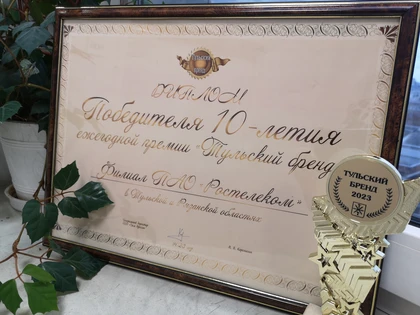 ДИПЛОМ
Победителя 10-летия
ежегодной премии «Тульский бренд
Филиал ПАО «Ростелеком»
в Тульской и Рязанской областях
ТУЛЬСКИЙ
БРЕНД
2023